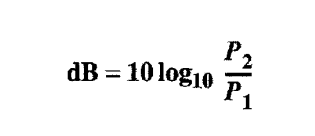 dB = 10 log₁₀ P₂/P₁